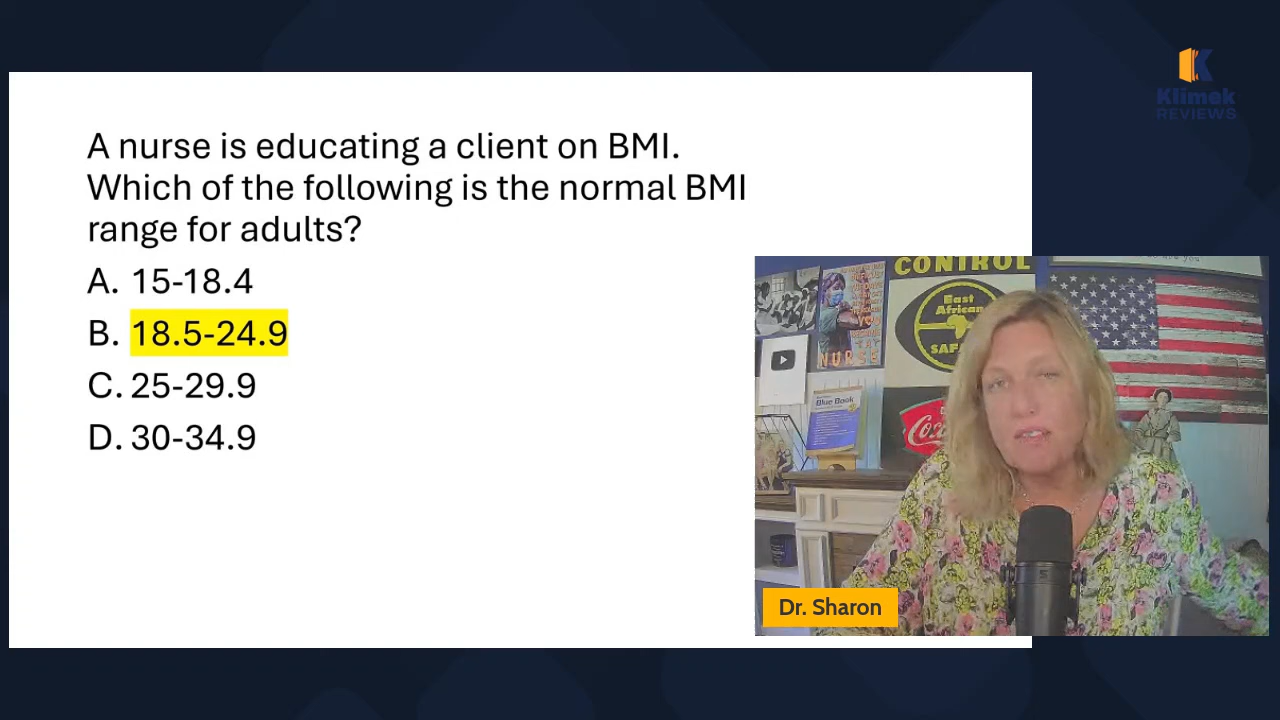 Klimek
REVIEWS
A nurse is educating a client on BMI.
Which of the following is the normal BMI
range for adults?
A. 15-18.4
B. 18.5-24.9
C. 25-29.9
D. 30-34.9
CONTROL
East
African
NURSE
Blue Book
Dr. Sharon